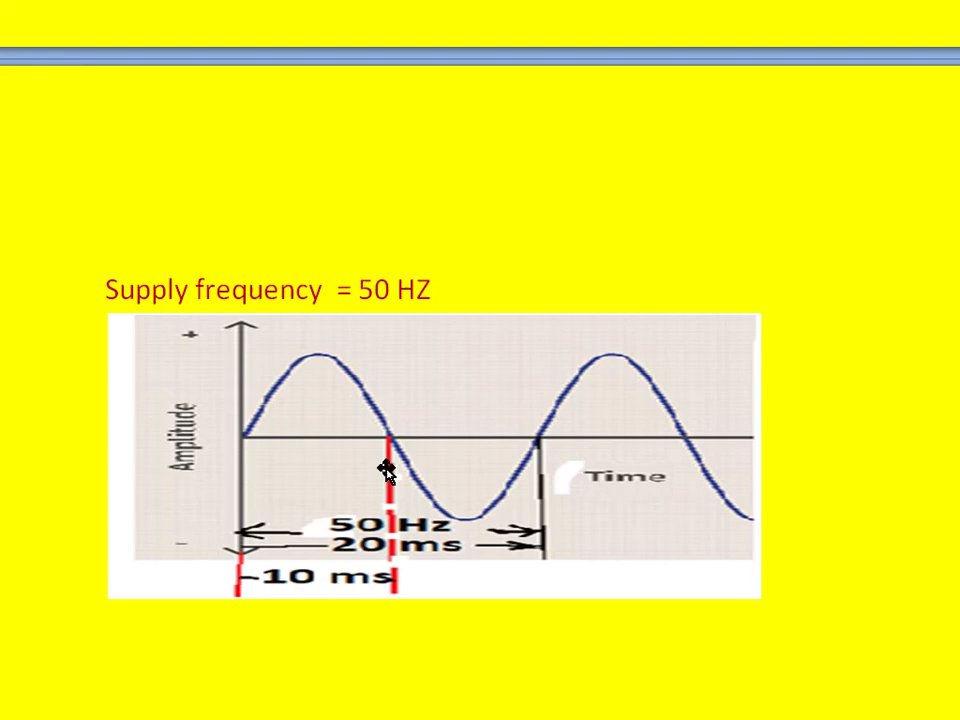 Supply frequency = 50 HZ
+
Amplitude
Time
50 Hz
20 ms
10 ms
-